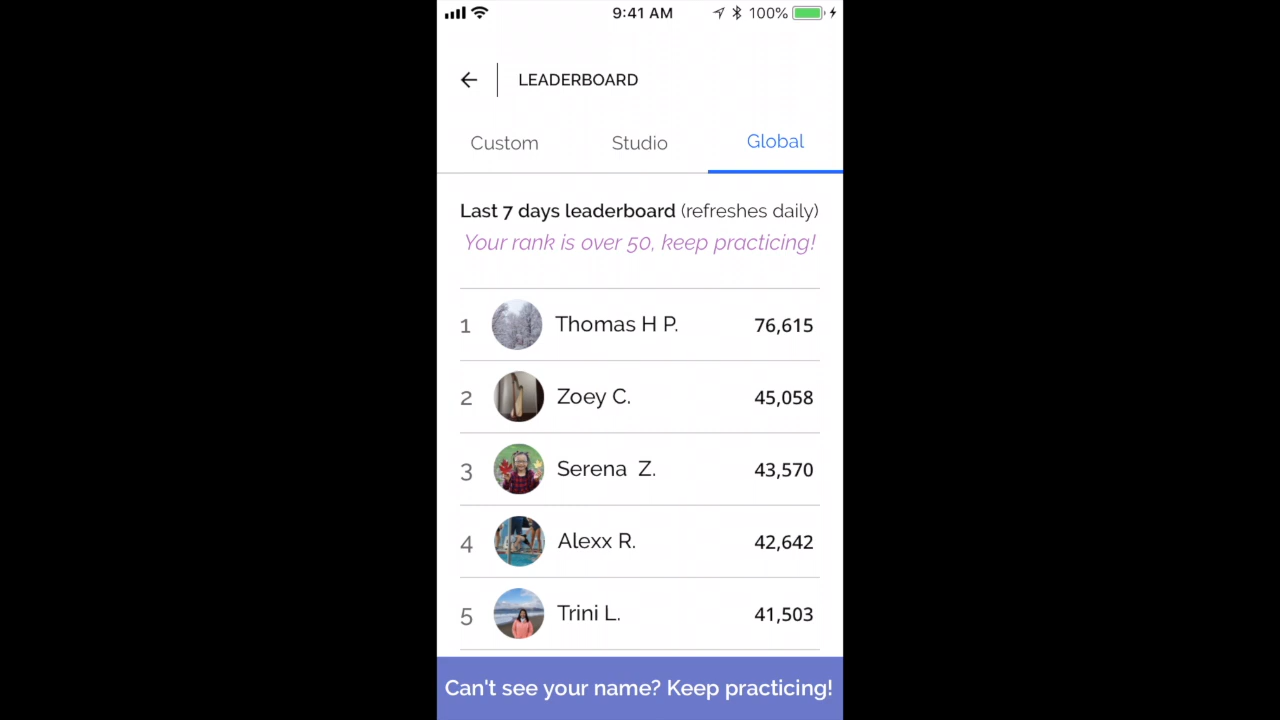 9:41 AM 100%
LEADERBOARD
Custom Studio Global
Last 7 days leaderboard (refreshes daily)
Your rank is over 50, keep practicing!
1 Thomas H P. 76,615
2 Zoey C. 45,058
3 Serena Z. 43,570
4 Alexx R. 42,642
5 Trini L. 41,503
Can't see your name? Keep practicing!